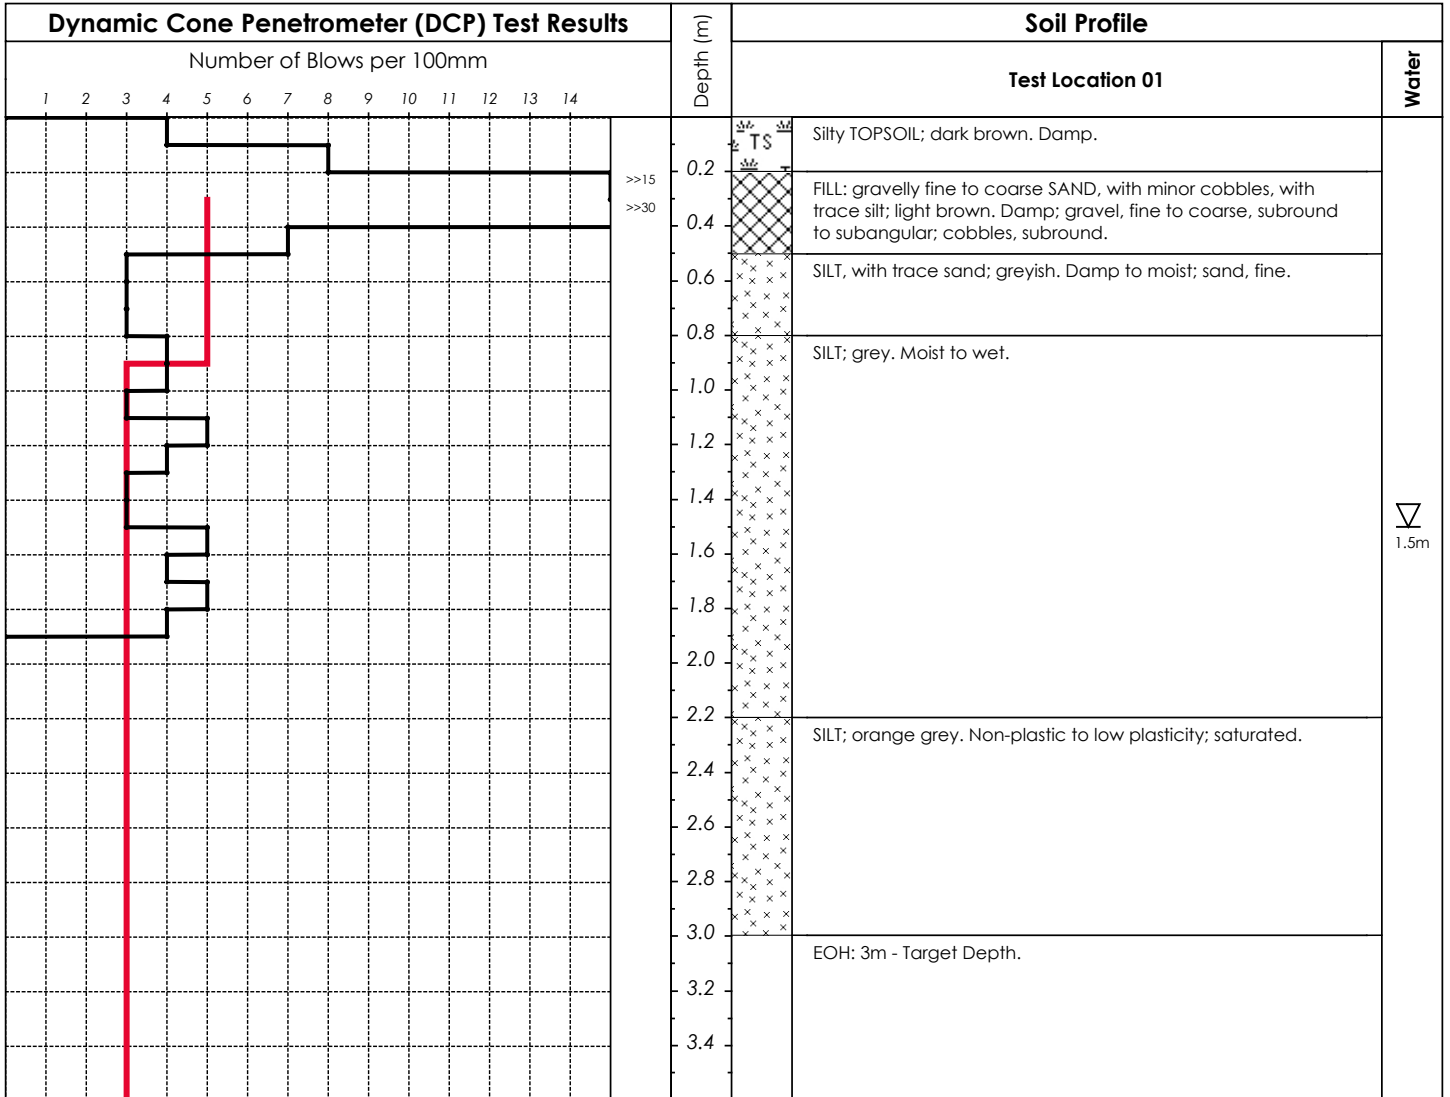 Dynamic Cone Penetrometer (DCP) Test Results
Number of Blows per 100mm
1 2 3 4 5 6 7 8 9 10 11 12 13 14
Depth (m)
Soil Profile
Test Location 01
Water
TS
Silty TOPSOIL; dark brown. Damp.
0.2
>>15
FILL: gravelly fine to coarse SAND, with minor cobbles, with
trace silt; light brown. Damp; gravel, fine to coarse, subround
to subangular; cobbles, subround.
>>30
0.4
SILT, with trace sand; greyish. Damp to moist; sand, fine.
0.6
0.8
SILT; grey. Moist to wet.
1.0
1.2
1.4
1.5m
1.6
1.8
2.0
2.2
SILT; orange grey. Non-plastic to low plasticity; saturated.
2.4
2.6
2.8
3.0
EOH: 3m - Target Depth.
3.2
3.4